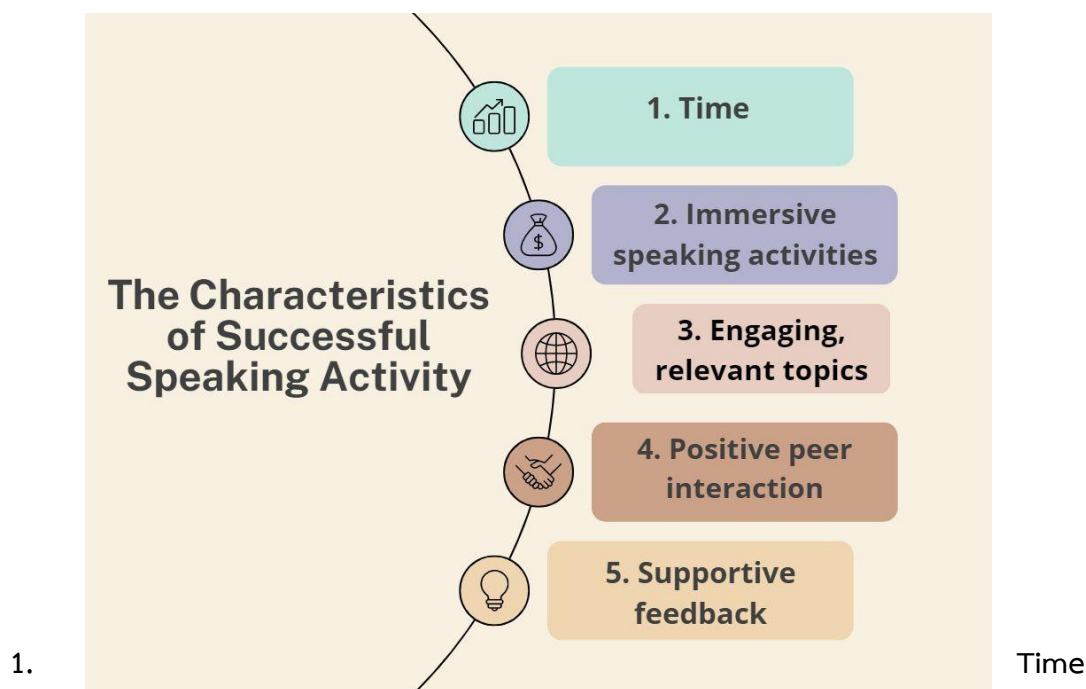 The Characteristics
of Successful
Speaking Activity
1. Time
2. Immersive
speaking activities
$
3. Engaging,
relevant topics
4. Positive peer
interaction
5. Supportive
feedback
1. Time